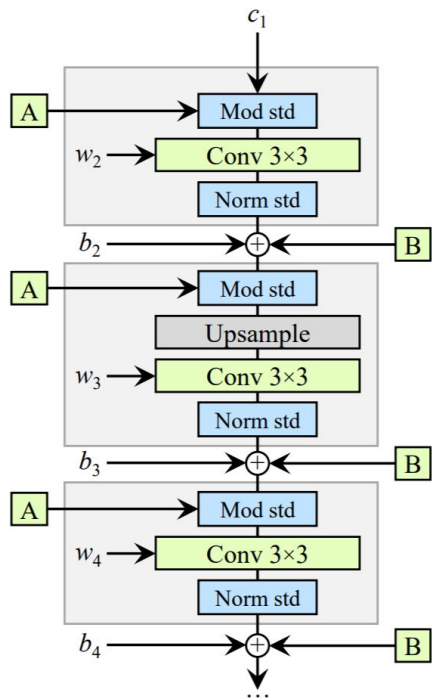 c₁
A
Mod std
w₂
Conv 3×3
Norm std
b₂
+
B
A
Mod std
Upsample
w₃
Conv 3×3
Norm std
b₃
+
B
A
Mod std
w₄
Conv 3×3
Norm std
b₄
+
B
...